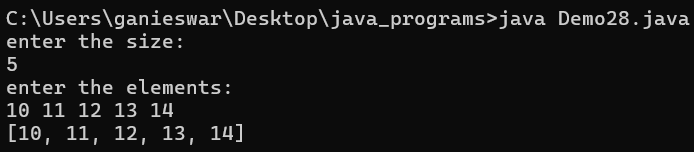 C:\Users\ganieswar\Desktop\java_programs>java Demo28.java
enter the size:
5
enter the elements:
10 11 12 13 14
[10, 11, 12, 13, 14]